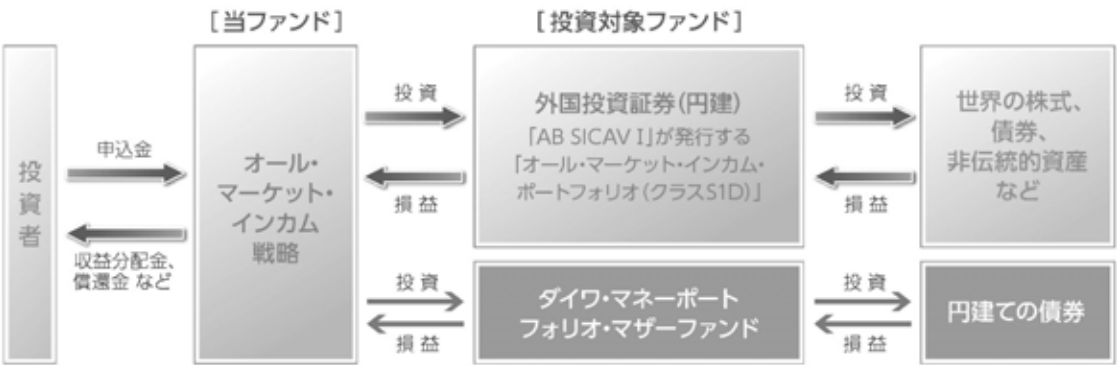 [当ファンド]
[投資対象ファンド]
投資者
申込金
収益分配金、
償還金 など
オール・
マーケット・
インカム
戦略
投 資
損 益
外国投資証券(円建)
「AB SICAV I」が発行する
「オール・マーケット・インカム・
ポートフォリオ(クラスS1D)」
投 資
損 益
世界の株式、
債券、
非伝統的資産
など
投 資
損 益
ダイワ・マネーポート
フォリオ・マザーファンド
投 資
損 益
円建ての債券